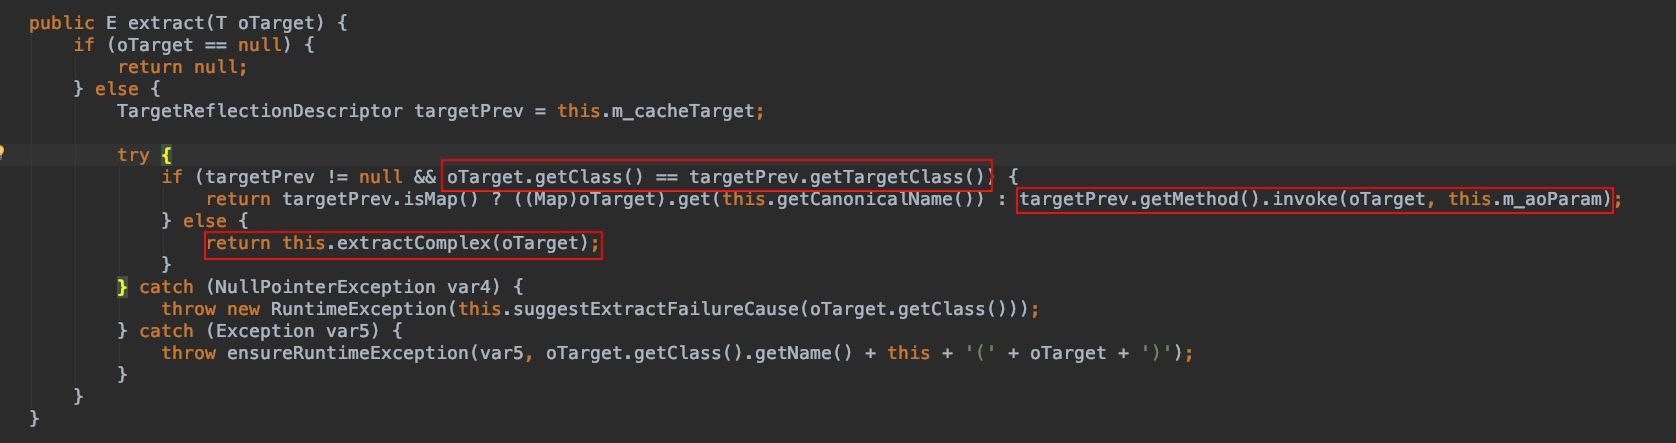 public E extract(T oTarget) {
    if (oTarget == null) {
        return null;
    } else {
        TargetReflectionDescriptor targetPrev = this.m_cacheTarget;
        try {
            if (targetPrev != null && oTarget.getClass() == targetPrev.getTargetClass()) {
                return targetPrev.isMap() ? ((Map)oTarget).get(this.getCanonicalName()) : targetPrev.getMethod().invoke(oTarget, this.m_aoParam);
            } else {
                return this.extractComplex(oTarget);
            }
        } catch (NullPointerException var4) {
            throw new RuntimeException(this.suggestExtractFailureCause(oTarget.getClass()));
        } catch (Exception var5) {
            throw ensureRuntimeException(var5, oTarget.getClass().getName() + this + '(' + oTarget + ')');
        }
    }
}